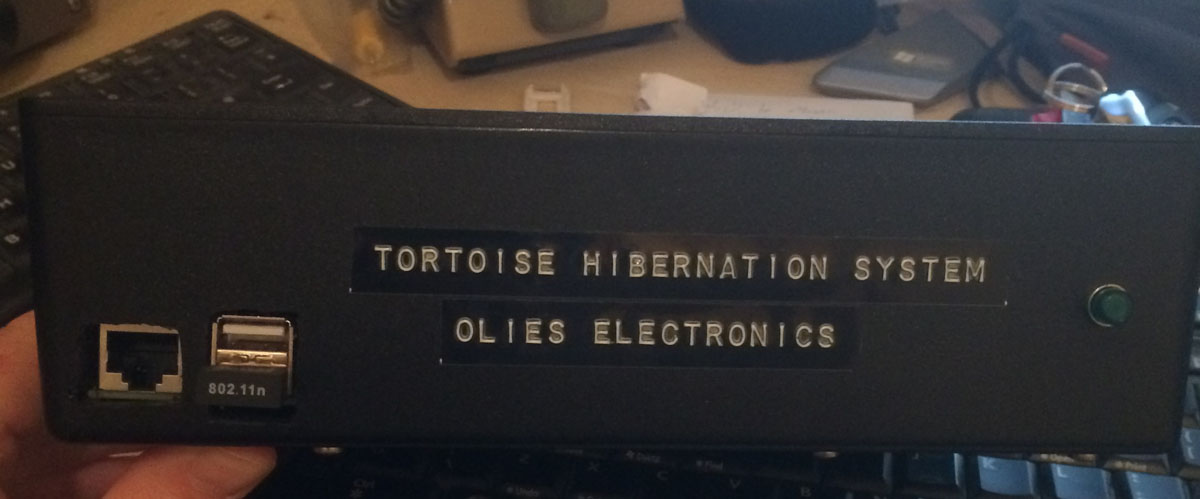 TORTOISE HIBERNATION SYSTEM
OLIES ELECTRONICS
802.11n